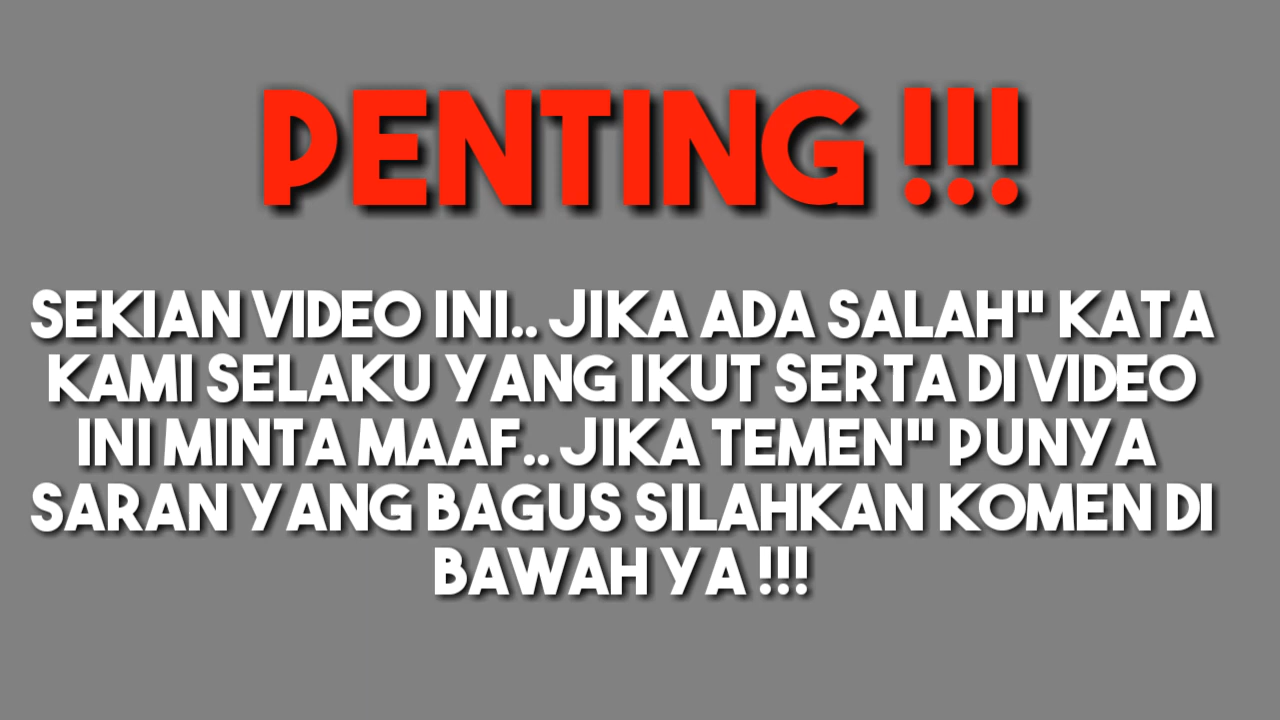 PENTING !!!
SEKIAN VIDEO INI.. JIKA ADA SALAH" KATA
KAMI SELAKU YANG IKUT SERTA DI VIDEO
INI MINTA MAAF.. JIKA TEMEN" PUNYA
SARAN YANG BAGUS SILAHKAN KOMEN DI
BAWAH YA !!!